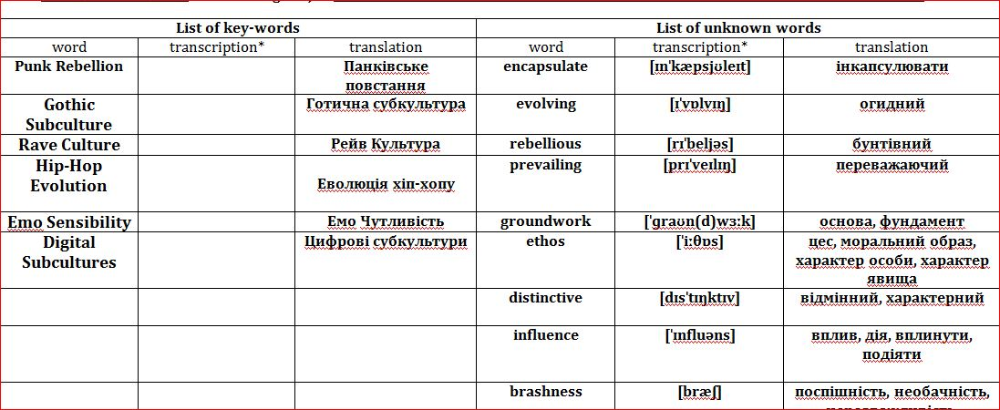 List of key-words
List of unknown words
word
transcription*
translation
word
transcription*
translation
Punk Rebellion
Панківське
повстання
encapsulate
[ɪnˈkæpsjʊleɪt]
інкапсулювати
Gothic
Subculture
Готична субкультура
evolving
[ɪˈvɒlvɪŋ]
огидний
Rave Culture
Рейв Культура
rebellious
[rɪˈbeljəs]
бунтівний
Hip-Hop
Evolution
Еволюція хіп-хопу
prevailing
[prɪˈveɪlɪŋ]
переважаючий
Emo Sensibility
Емо Чутливість
groundwork
[ˈɡraʊn(d)wɜːk]
основа, фундамент
Digital
Subcultures
Цифрові субкультури
ethos
[ˈiːθɒs]
цес, моральний образ,
характер особи, характер
явища
distinctive
[dɪsˈtɪŋktɪv]
відмінний, характерний
influence
[ˈɪnfluəns]
вплив, дія, вплинути,
подіяти
brashness
[bræʃ]
поспішність, необачність,